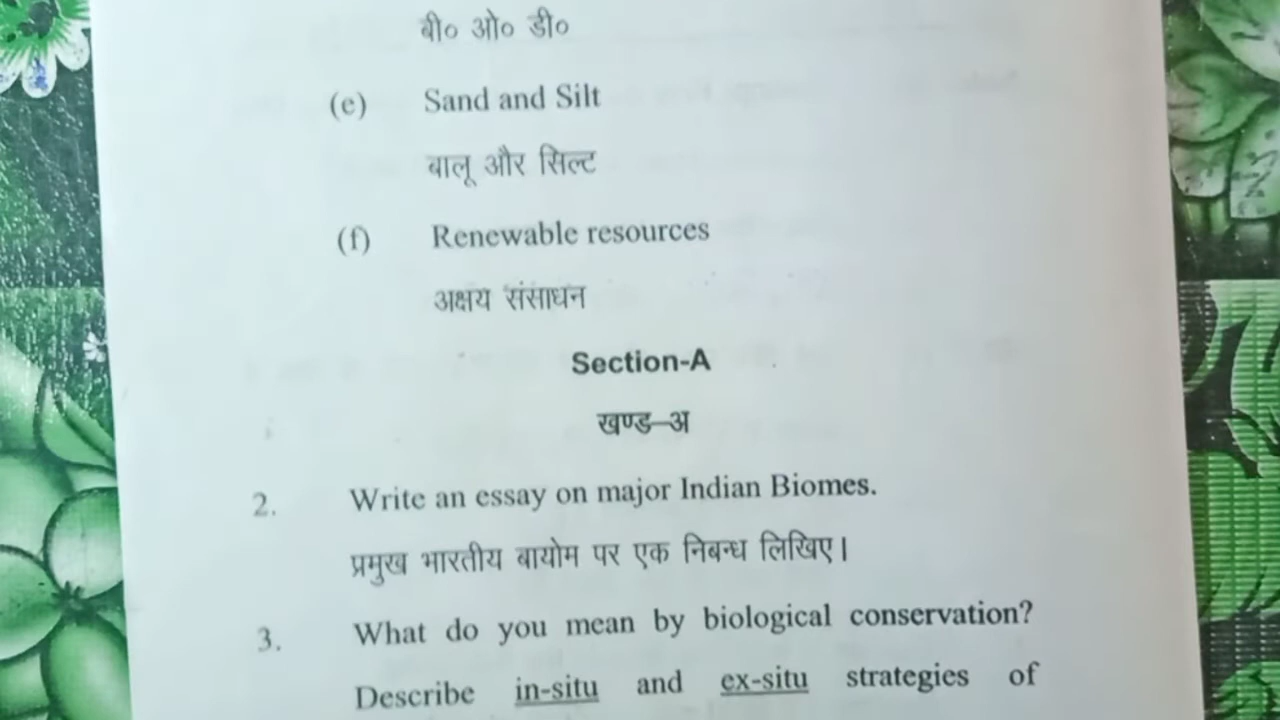 बी० ओ० डी०
(e) Sand and Silt
बालू और सिल्ट
(f) Renewable resources
अक्षय संसाधन
Section-A
खण्ड–अ
2. Write an essay on major Indian Biomes.
प्रमुख भारतीय बायोम पर एक निबन्ध लिखिए।
3. What do you mean by biological conservation?
Describe in-situ and ex-situ strategies of